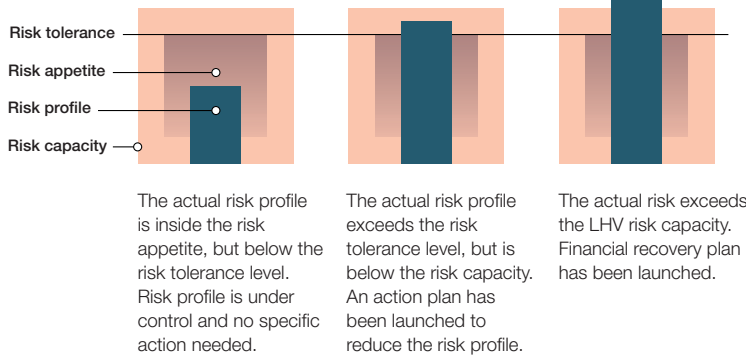 Risk tolerance
Risk appetite
Risk profile
Risk capacity
The actual risk profile
is inside the risk
appetite, but below the
risk tolerance level.
Risk profile is under
control and no specific
action needed.
The actual risk profile
exceeds the risk
tolerance level, but is
below the risk capacity.
An action plan has
been launched to
reduce the risk profile.
The actual risk exceeds
the LHV risk capacity.
Financial recovery plan
has been launched.